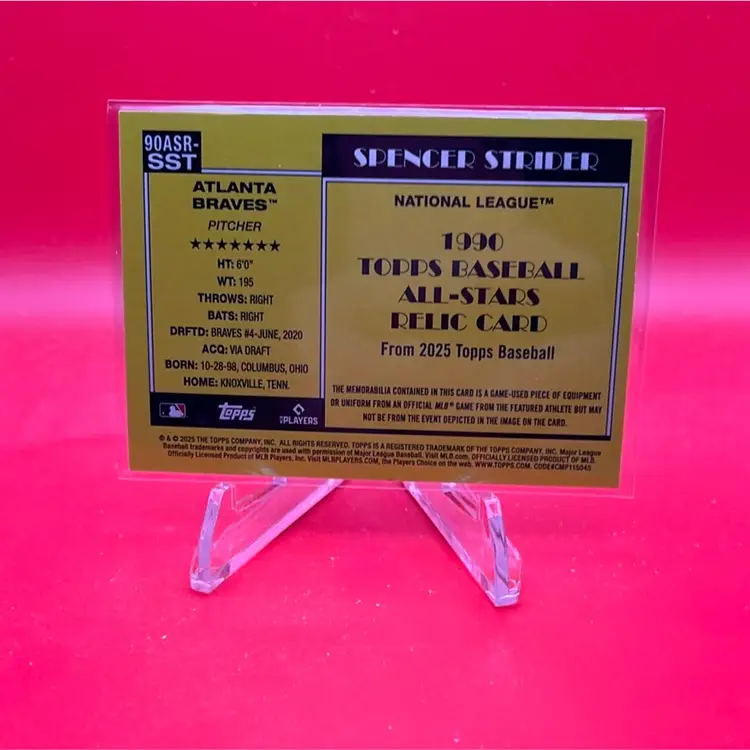 90ASR-
SST
ATLANTA
BRAVES™
PITCHER
★★★★★★★
HT: 6'0"
WT: 195
THROWS: RIGHT
BATS: RIGHT
DRFTD: BRAVES #4-JUNE, 2020
ACQ: VIA DRAFT
BORN: 10-28-98, COLUMBUS, OHIO
HOME: KNOXVILLE, TENN.
Topps
MLB PLAYERS
SPENCER STRIDER
NATIONAL LEAGUE™
1990
TOPPS BASEBALL
ALL-STARS
RELIC CARD
From 2025 Topps Baseball
THE MEMORABILIA CONTAINED IN THIS CARD IS A GAME-USED PIECE OF EQUIPMENT
OR UNIFORM FROM AN OFFICIAL MLB® GAME FROM THE FEATURED ATHLETE BUT MAY
NOT BE FROM THE EVENT DEPICTED IN THE IMAGE ON THE CARD.
® & © 2025 THE TOPPS COMPANY, INC. ALL RIGHTS RESERVED. TOPPS IS A REGISTERED TRADEMARK OF THE TOPPS COMPANY, INC. Major League
Baseball trademarks and copyrights are used with permission of Major League Baseball. Visit MLB.com. OFFICIALLY LICENSED PRODUCT OF MLB.
Officially Licensed Product of MLB Players, Inc. Visit MLBPLAYERS.COM, the Players Choice on the web. WWW.TOPPS.COM. CODE#CMP115045